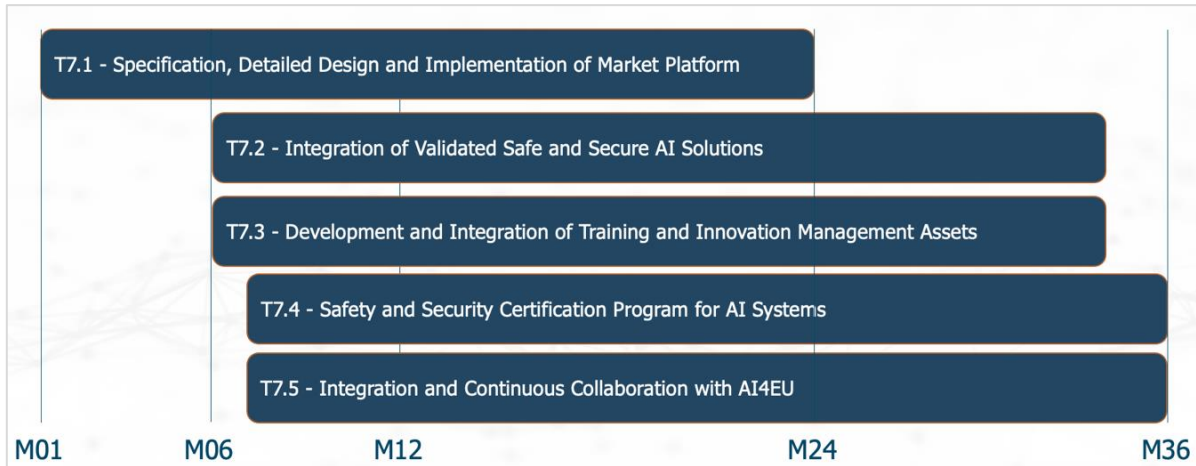 T7.1 - Specification, Detailed Design and Implementation of Market Platform
T7.2 - Integration of Validated Safe and Secure AI Solutions
T7.3 - Development and Integration of Training and Innovation Management Assets
T7.4 - Safety and Security Certification Program for AI Systems
T7.5 - Integration and Continuous Collaboration with AI4EU
M01 M06 M12 M24 M36